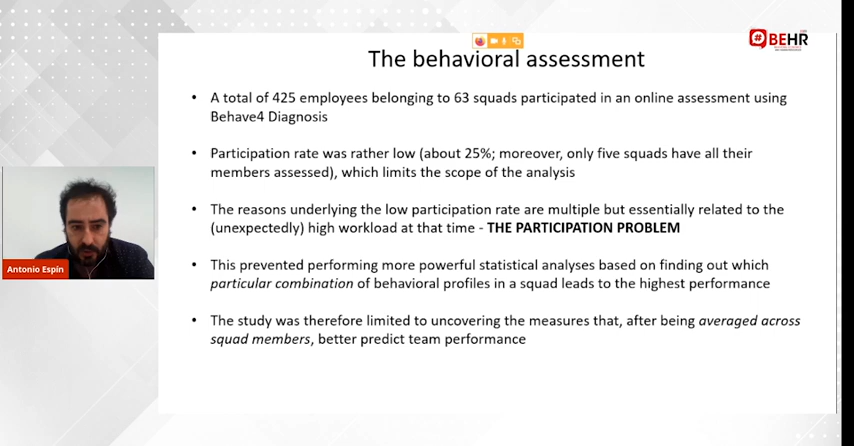 #BEHR
The behavioral assessment
• A total of 425 employees belonging to 63 squads participated in an online assessment using
Behave4 Diagnosis
• Participation rate was rather low (about 25%; moreover, only five squads have all their
members assessed), which limits the scope of the analysis
• The reasons underlying the low participation rate are multiple but essentially related to the
(unexpectedly) high workload at that time - THE PARTICIPATION PROBLEM
• This prevented performing more powerful statistical analyses based on finding out which
particular combination of behavioral profiles in a squad leads to the highest performance
• The study was therefore limited to uncovering the measures that, after being averaged across
squad members, better predict team performance
Antonio Espín